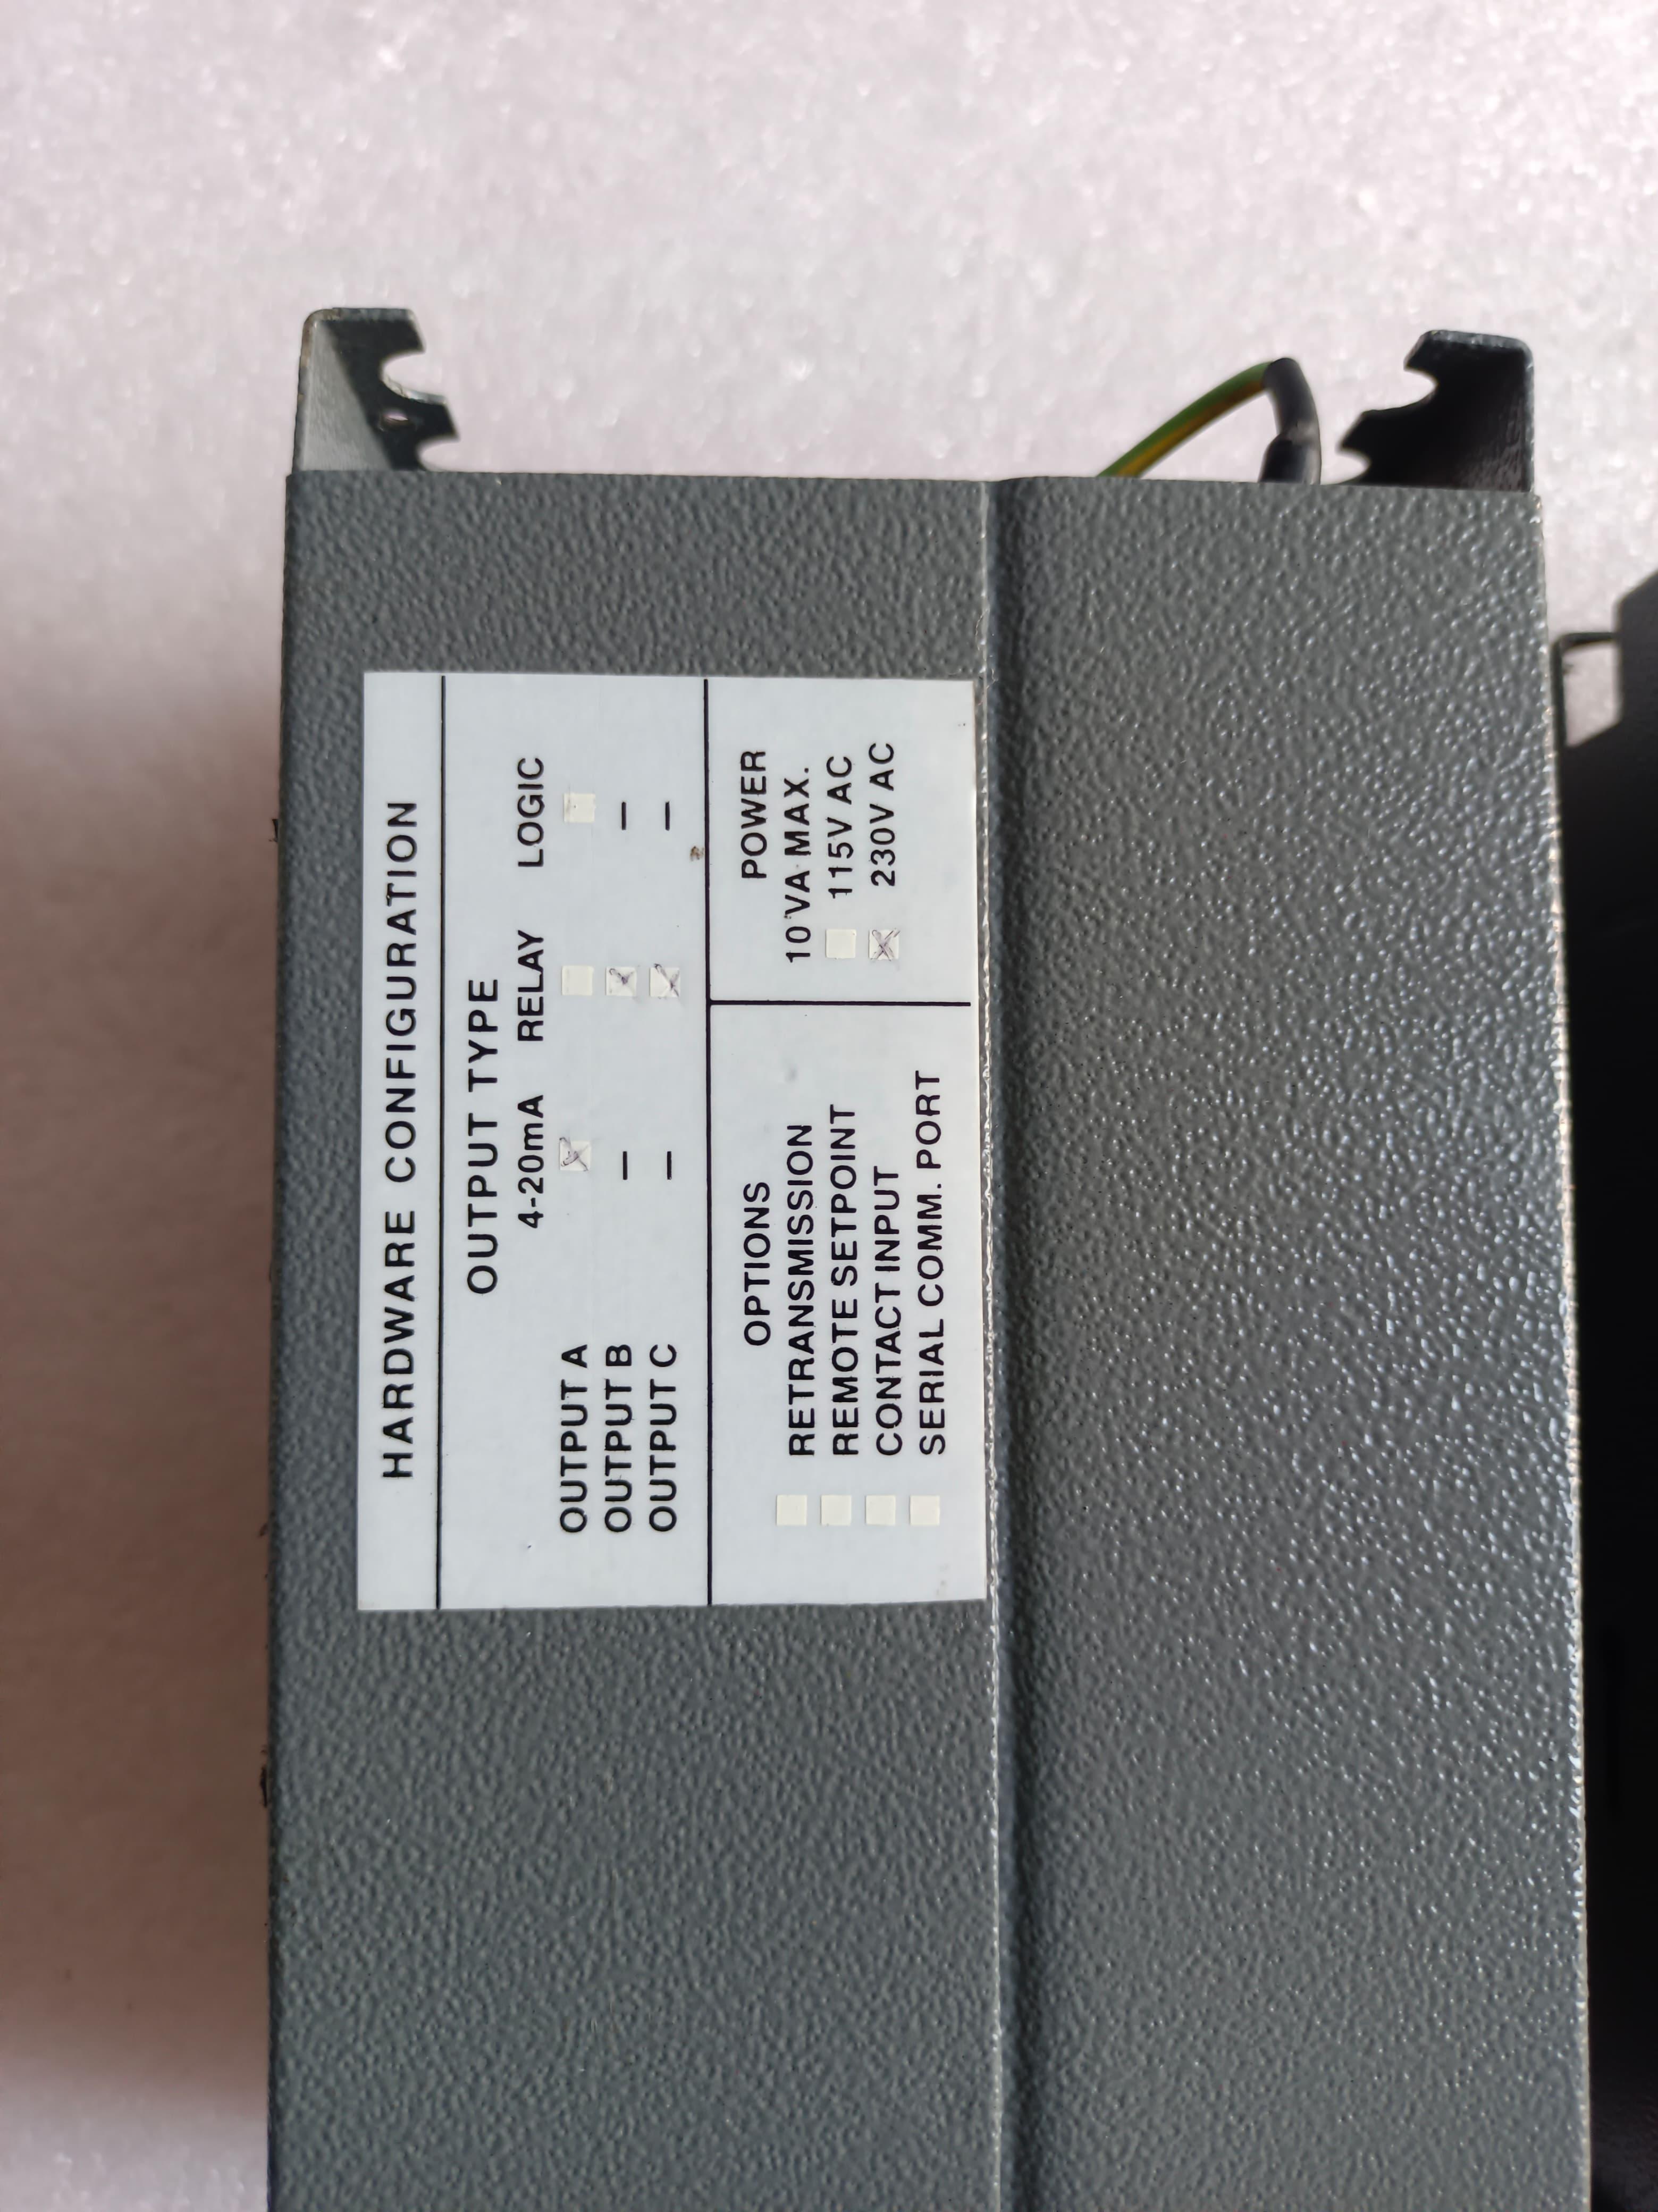 HARDWARE CONFIGURATION
OUTPUT TYPE
4-20mA RELAY LOGIC
OUTPUT A ☒ ☐ ☐
OUTPUT B – ☒ –
OUTPUT C – ☒ –
OPTIONS
☐ RETRANSMISSION
☐ REMOTE SETPOINT
☐ CONTACT INPUT
☐ SERIAL COMM. PORT
POWER
10 VA MAX.
☐ 115V AC
☒ 230V AC